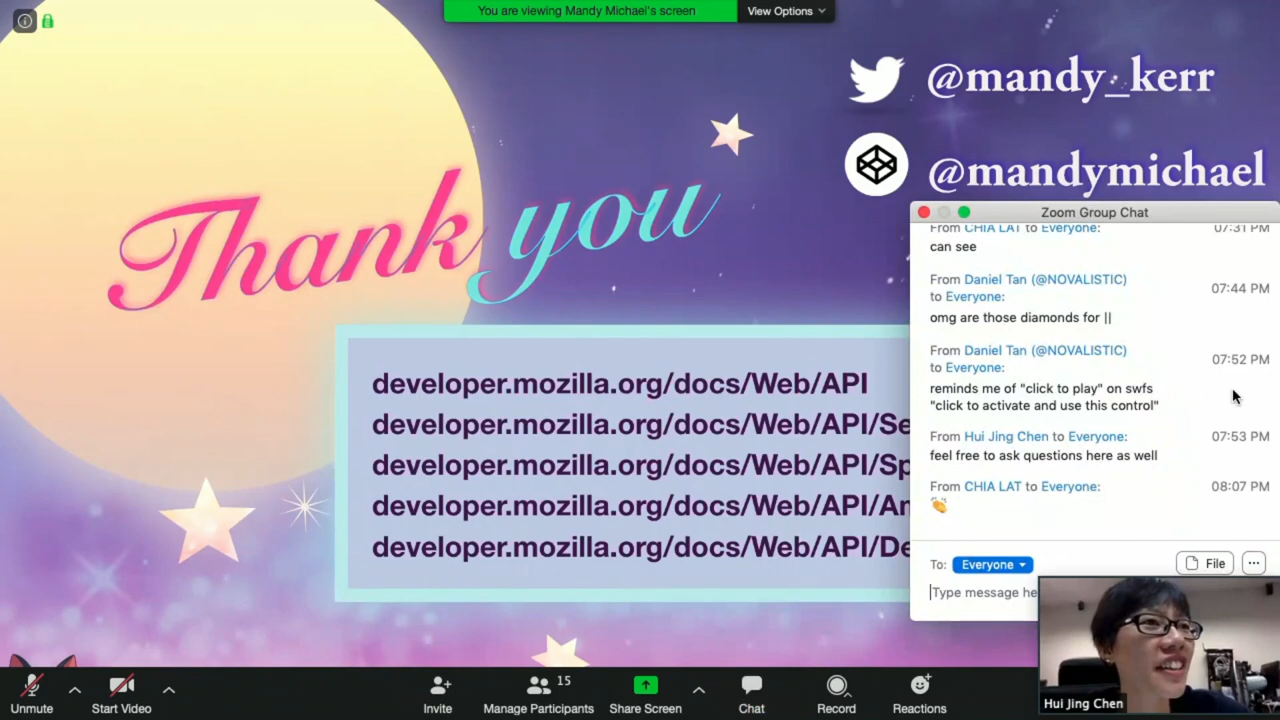 You are viewing Mandy Michael's screen
View Options
@mandy_kerr
@mandymichael
Thank you
developer.mozilla.org/docs/Web/API
developer.mozilla.org/docs/Web/API/Se
developer.mozilla.org/docs/Web/API/Sp
developer.mozilla.org/docs/Web/API/An
developer.mozilla.org/docs/Web/API/De
Zoom Group Chat
From CHIA LAT to Everyone: 07:31 PM
can see
From Daniel Tan (@NOVALISTIC)
to Everyone: 07:44 PM
omg are those diamonds for ||
From Daniel Tan (@NOVALISTIC)
to Everyone: 07:52 PM
reminds me of "click to play" on swfs
"click to activate and use this control"
From Hui Jing Chen to Everyone: 07:53 PM
feel free to ask questions here as well
From CHIA LAT to Everyone: 08:07 PM
👏
To: Everyone File ...
Type message he
Hui Jing Chen
Unmute
Start Video
Invite
15
Manage Participants
Share Screen
Chat
Record
Reactions